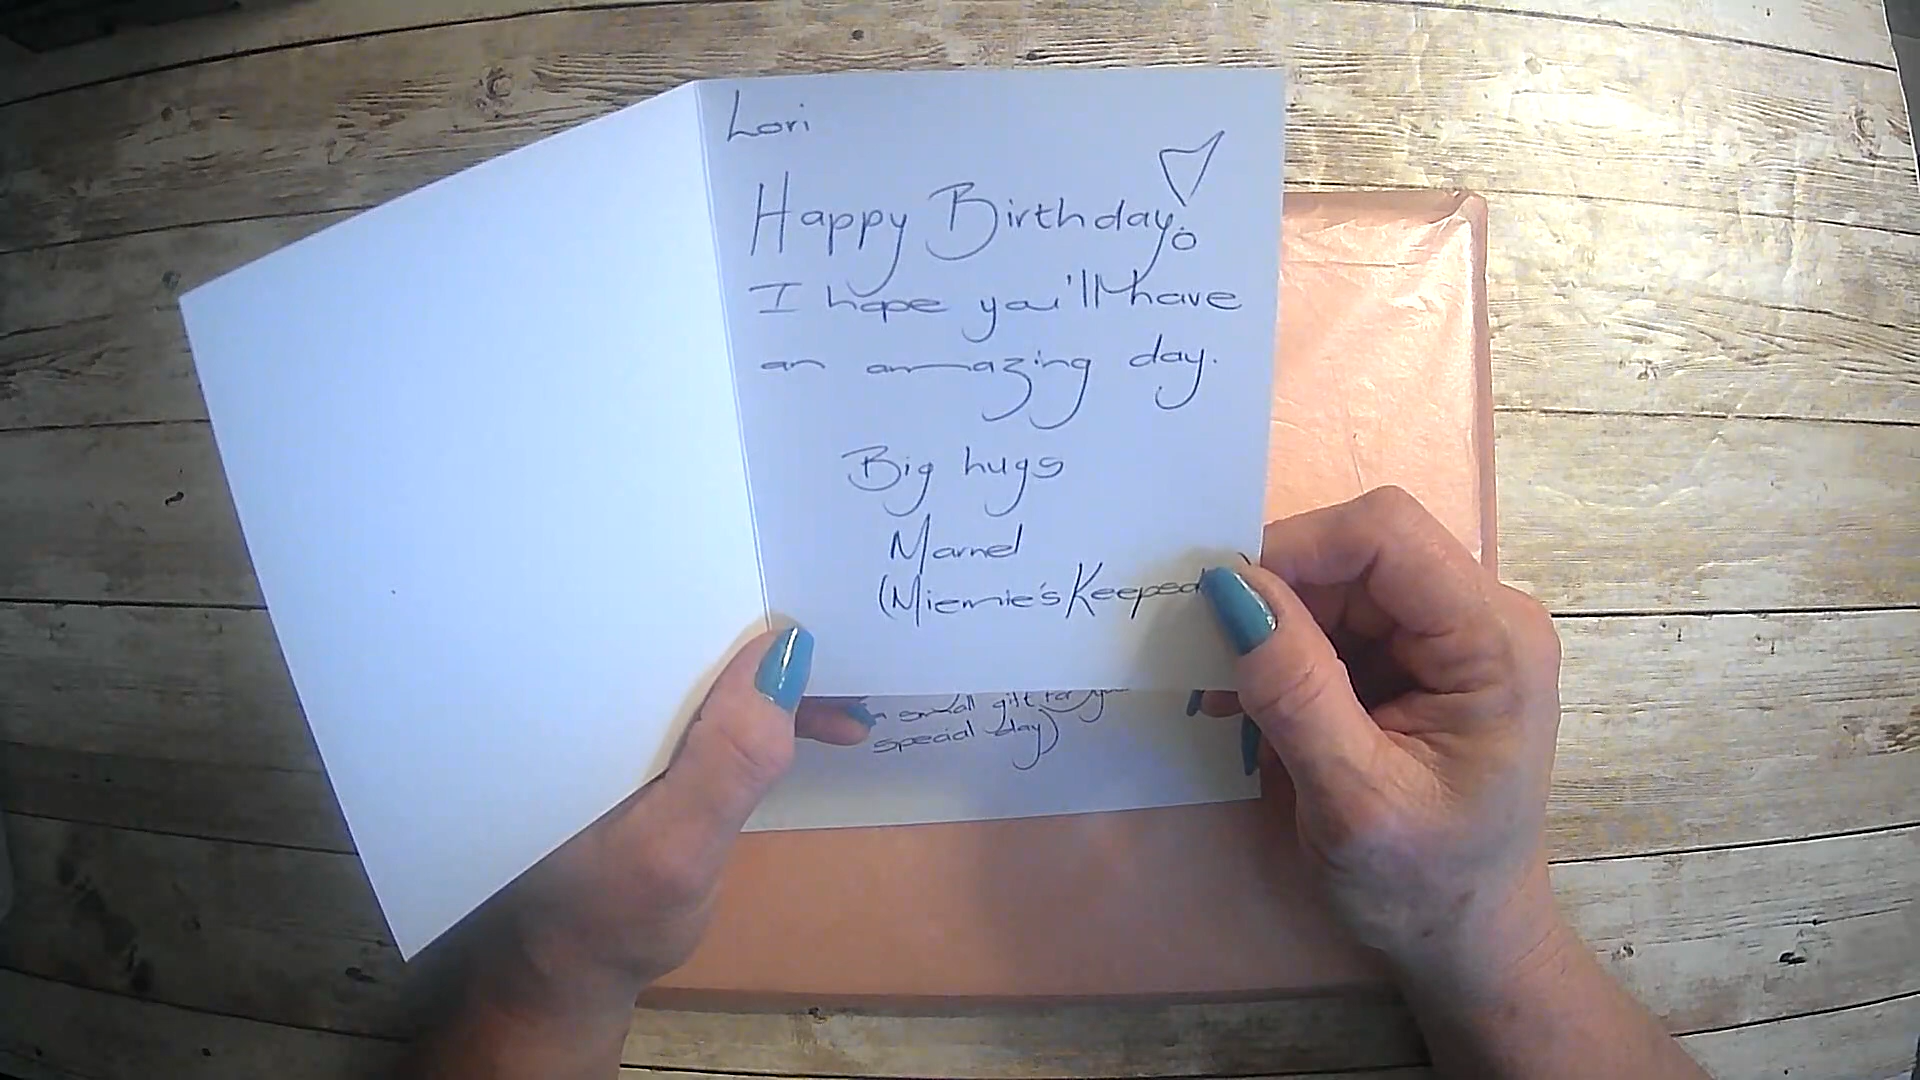 Lori
Happy Birthday!
I hope you'll have
an amazing day.
Big hugs
Marnel
(Miemie's
small gift for you
special day)